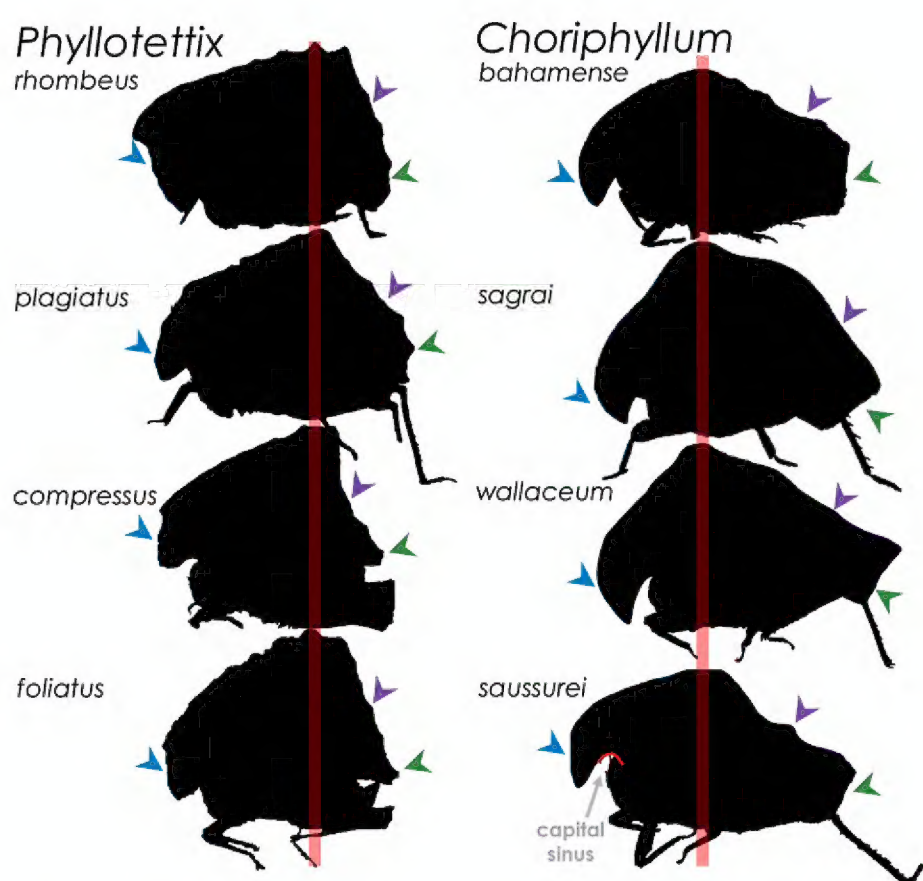 Phyllotettix
rhombeus
plagiatus
compressus
foliatus
Choriphyllum
bahamense
sagrai
wallaceum
saussurei
capital
sinus